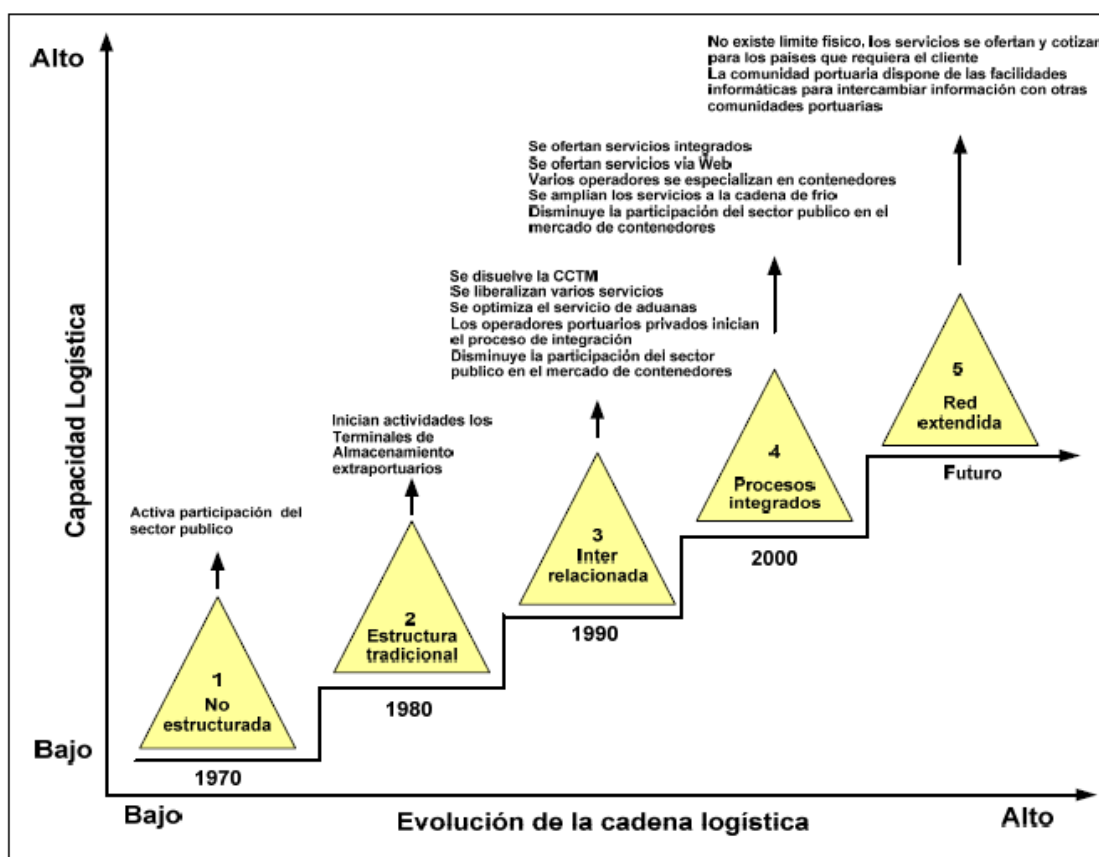 Alto
No existe limite físico, los servicios se ofertan y cotizan
para los paises que requiera el cliente
La comunidad portuaria dispone de las facilidades
informáticas para intercambiar información con otras
comunidades portuarias
Se ofertan servicios integrados
Se ofertan servicios via Web
Varios operadores se especializan en contenedores
Se amplian los servicios a la cadena de frio
Disminuye la participación del sector publico en el
mercado de contenedores
Se disuelve la CCTM
Se liberalizan varios servicios
Se optimiza el servicio de aduanas
Los operadores portuarios privados inician
el proceso de integración
Disminuye la participación del sector
publico en el mercado de contenedores
Inician actividades los
Terminales de
Almacenamiento
extraportuarios
Activa participación del
sector publico
Capacidad Logística
5
Red
extendida
Futuro
4
Procesos
integrados
2000
3
Inter
relacionada
1990
2
Estructura
tradicional
1980
1
No
estructurada
1970
Bajo
Bajo
Evolución de la cadena logística
Alto